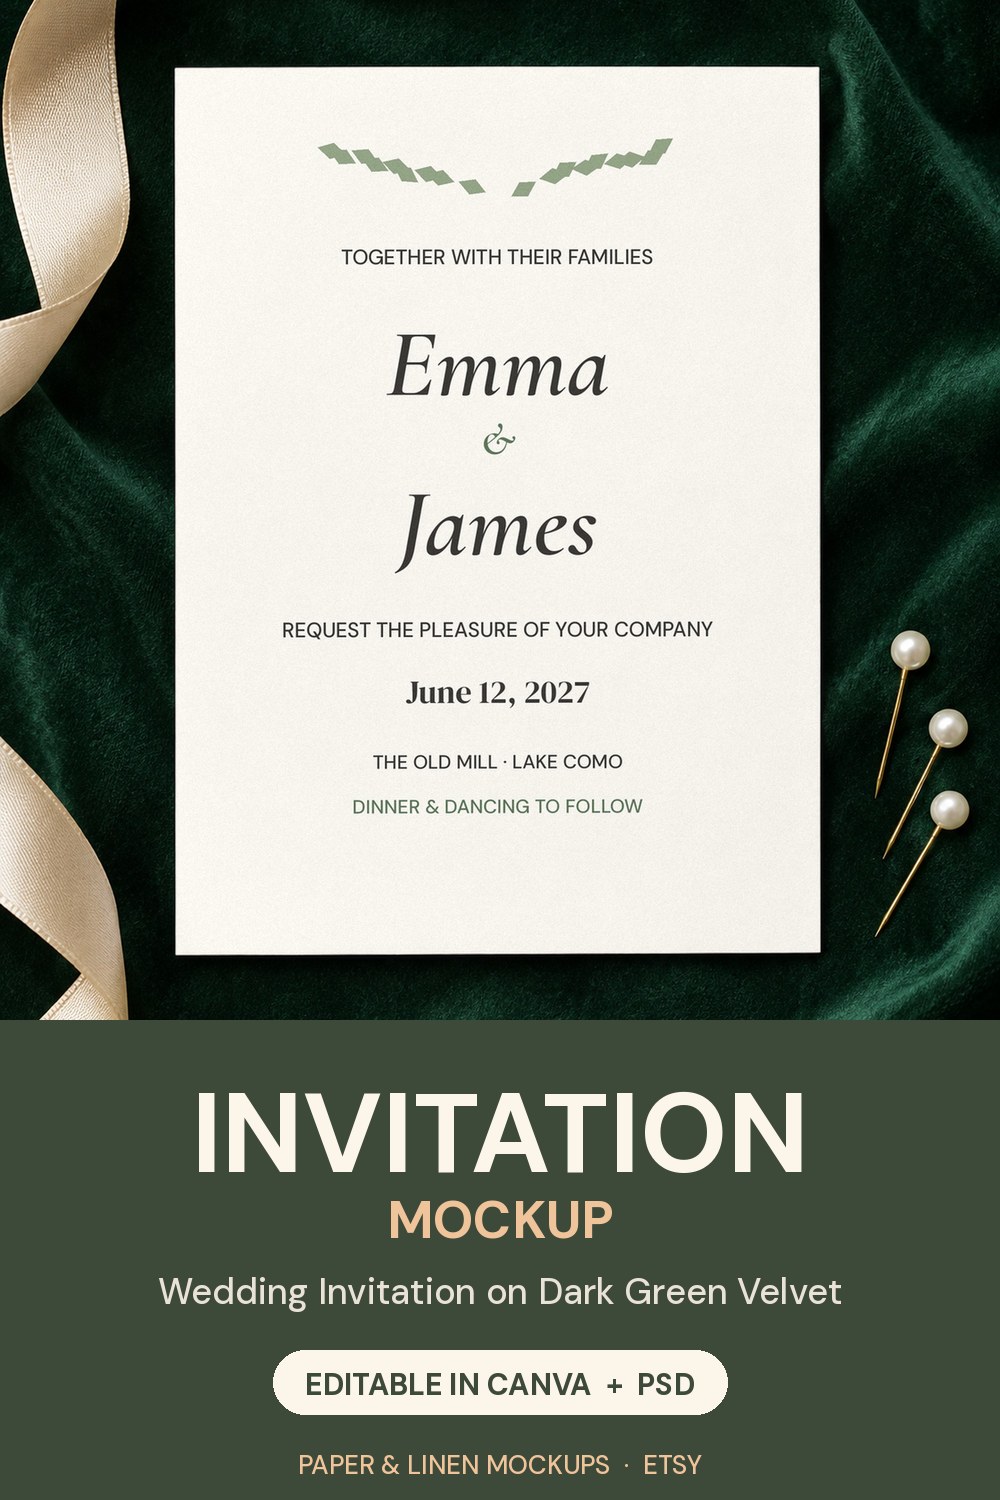 TOGETHER WITH THEIR FAMILIES
Emma
&
James
REQUEST THE PLEASURE OF YOUR COMPANY
June 12, 2027
THE OLD MILL · LAKE COMO
DINNER & DANCING TO FOLLOW
INVITATION
MOCKUP
Wedding Invitation on Dark Green Velvet
EDITABLE IN CANVA + PSD
PAPER & LINEN MOCKUPS · ETSY